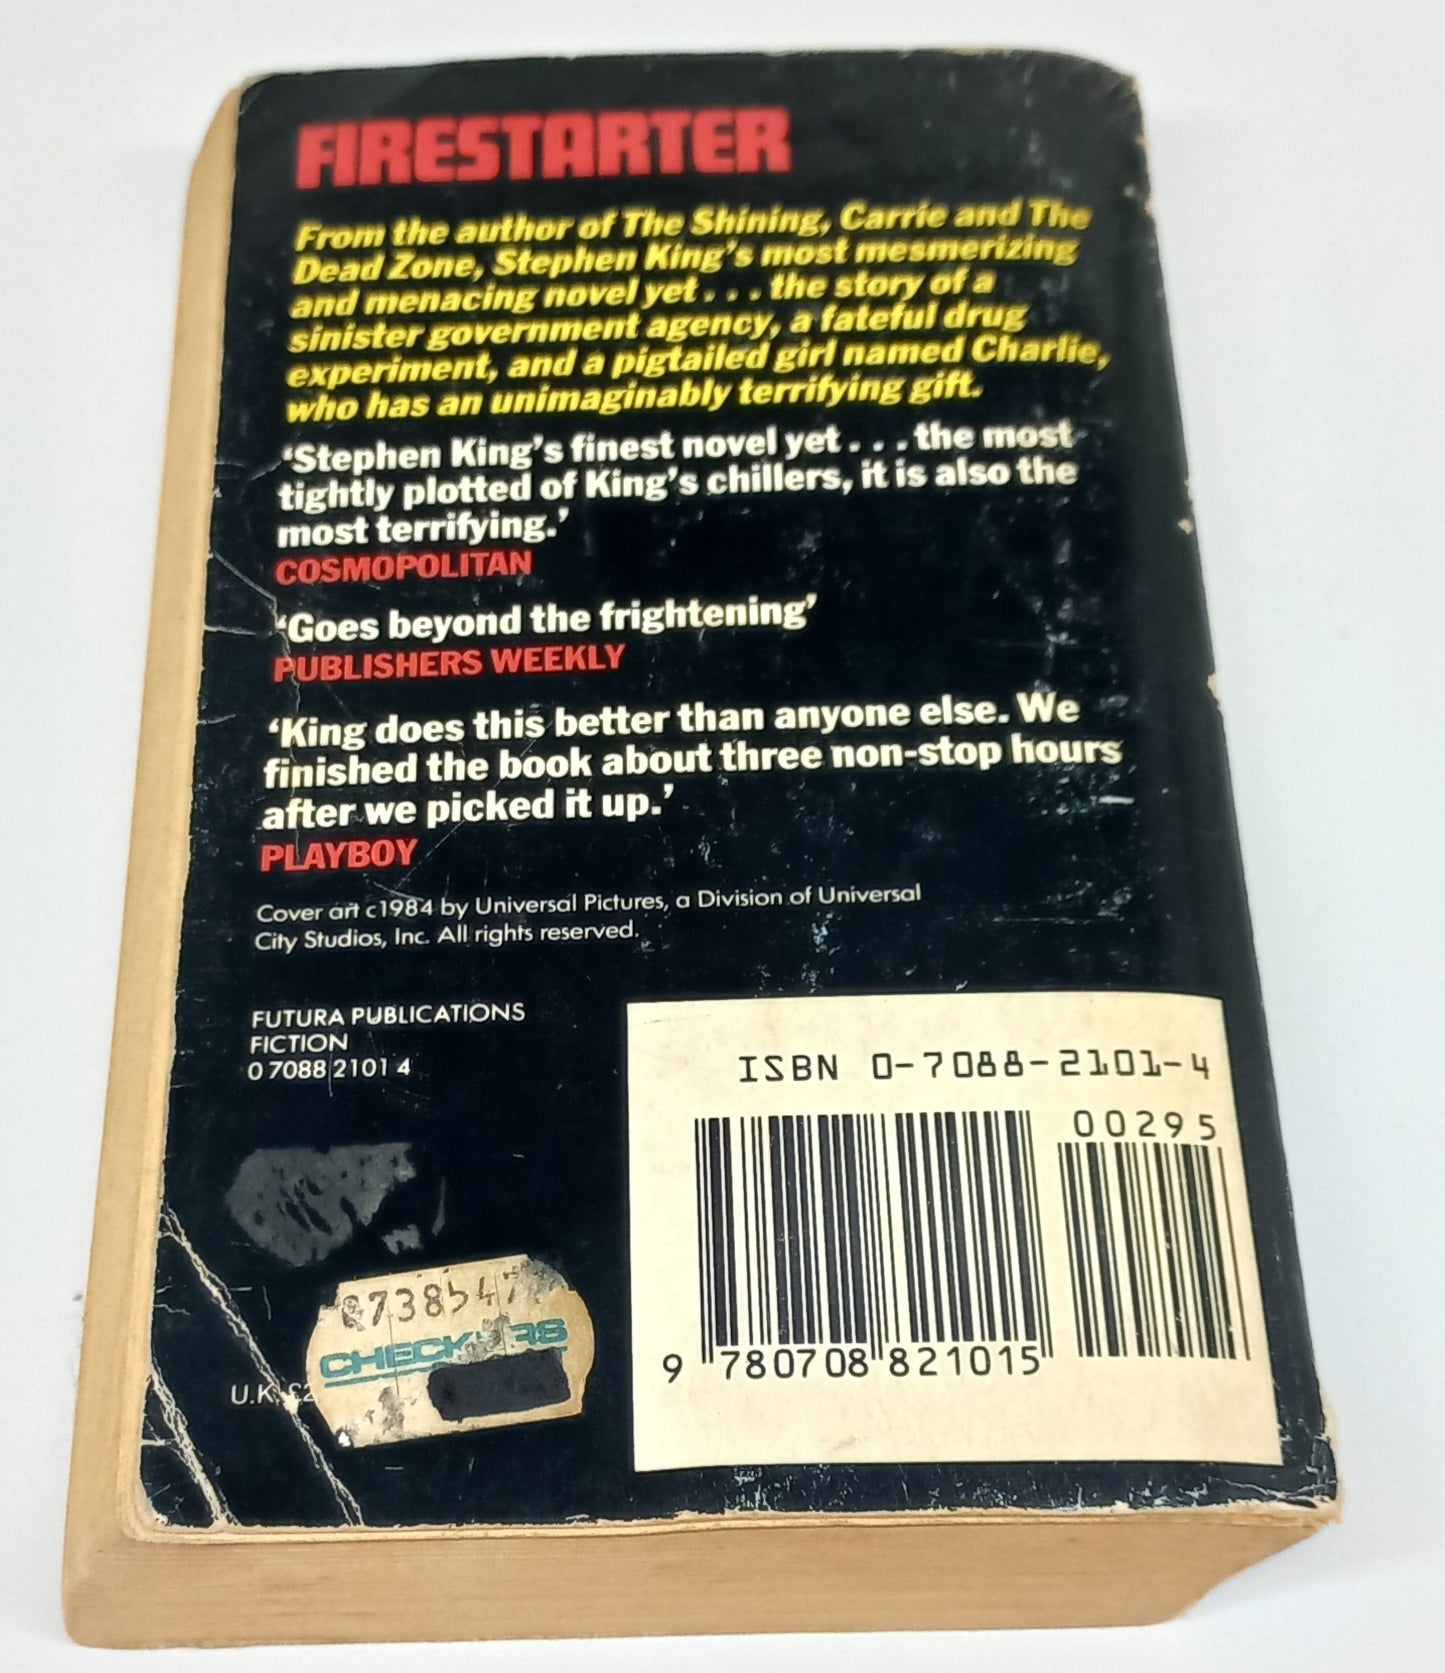 FIRESTARTER
From the author of The Shining, Carrie and The
Dead Zone, Stephen King's most mesmerizing
and menacing novel yet . . . the story of a
sinister government agency, a fateful drug
experiment, and a pigtailed girl named Charlie,
who has an unimaginably terrifying gift.
'Stephen King's finest novel yet . . . the most
tightly plotted of King's chillers, it is also the
most terrifying.'
COSMOPOLITAN
'Goes beyond the frightening'
PUBLISHERS WEEKLY
'King does this better than anyone else. We
finished the book about three non-stop hours
after we picked it up.'
PLAYBOY
Cover art c1984 by Universal Pictures, a Division of Universal
City Studios, Inc. All rights reserved.
FUTURA PUBLICATIONS
FICTION
0 7088 2101 4
ISBN 0-7088-2101-4
00295
9 780708 821015
U.K. £2